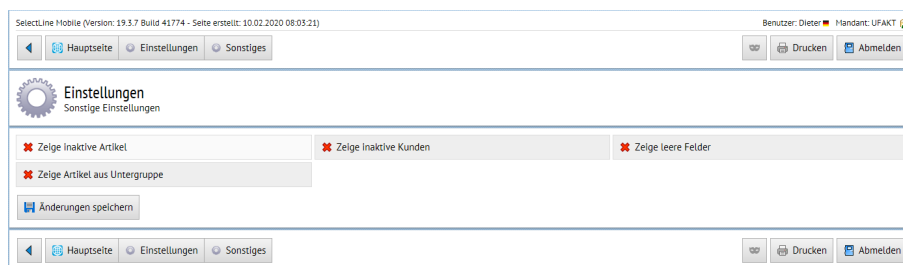 SelectLine Mobile (Version: 19.3.7 Build 41774 - Seite erstellt: 10.02.2020 08:03:21) Benutzer: Dieter Mandant: UFAKT
Hauptseite Einstellungen Sonstiges Drucken Abmelden
Einstellungen
Sonstige Einstellungen
Zeige inaktive Artikel Zeige inaktive Kunden Zeige leere Felder
Zeige Artikel aus Untergruppe
Änderungen speichern
Hauptseite Einstellungen Sonstiges Drucken Abmelden